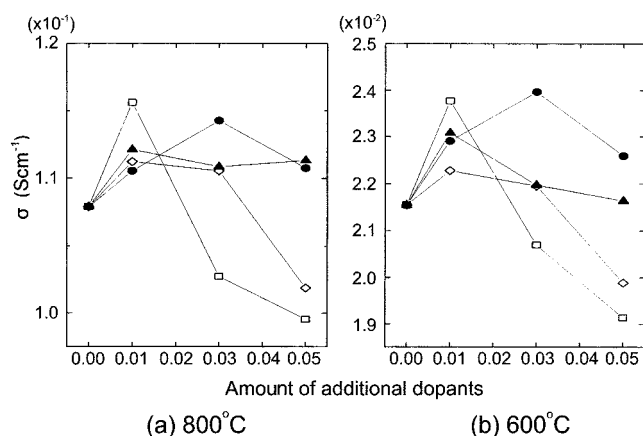 (x10⁻¹)
1.2
1.1
1.0
σ (Scm⁻¹)
0.00 0.01 0.02 0.03 0.04 0.05
(x10⁻²)
2.5
2.4
2.3
2.2
2.1
2.0
1.9
0.00 0.01 0.02 0.03 0.04 0.05
Amount of additional dopants
(a) 800°C
(b) 600°C